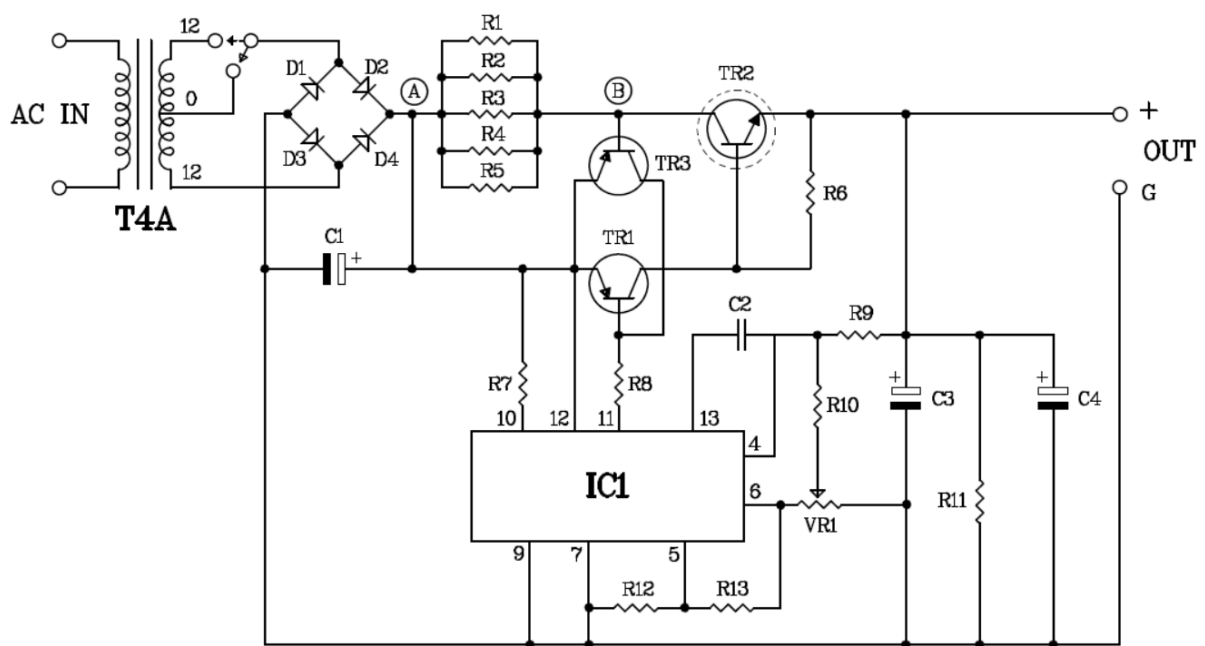 12
AC IN
0
12
T4A
D1
D2
D3
D4
A
R1
R2
R3
R4
R5
B
TR2
TR3
+
OUT
G
R6
C1
+
TR1
C2
R9
R7
R8
R10
+
C3
+
C4
10
12
11
13
4
IC1
6
VR1
R11
9
7
5
R12
R13